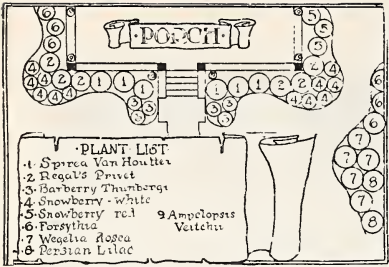 ·PORCH·
·PLANT LIST·
·1· Spirea Van Houttei
·2 Regal's Privet
·3· Barberry Thunbergi
·4 Snowberry - white
·5 Snowberry red
·6 Forsythia
·7 Wegelia Rosea
·8 Persian Lilac
9 Ampelopsis
Veitchii